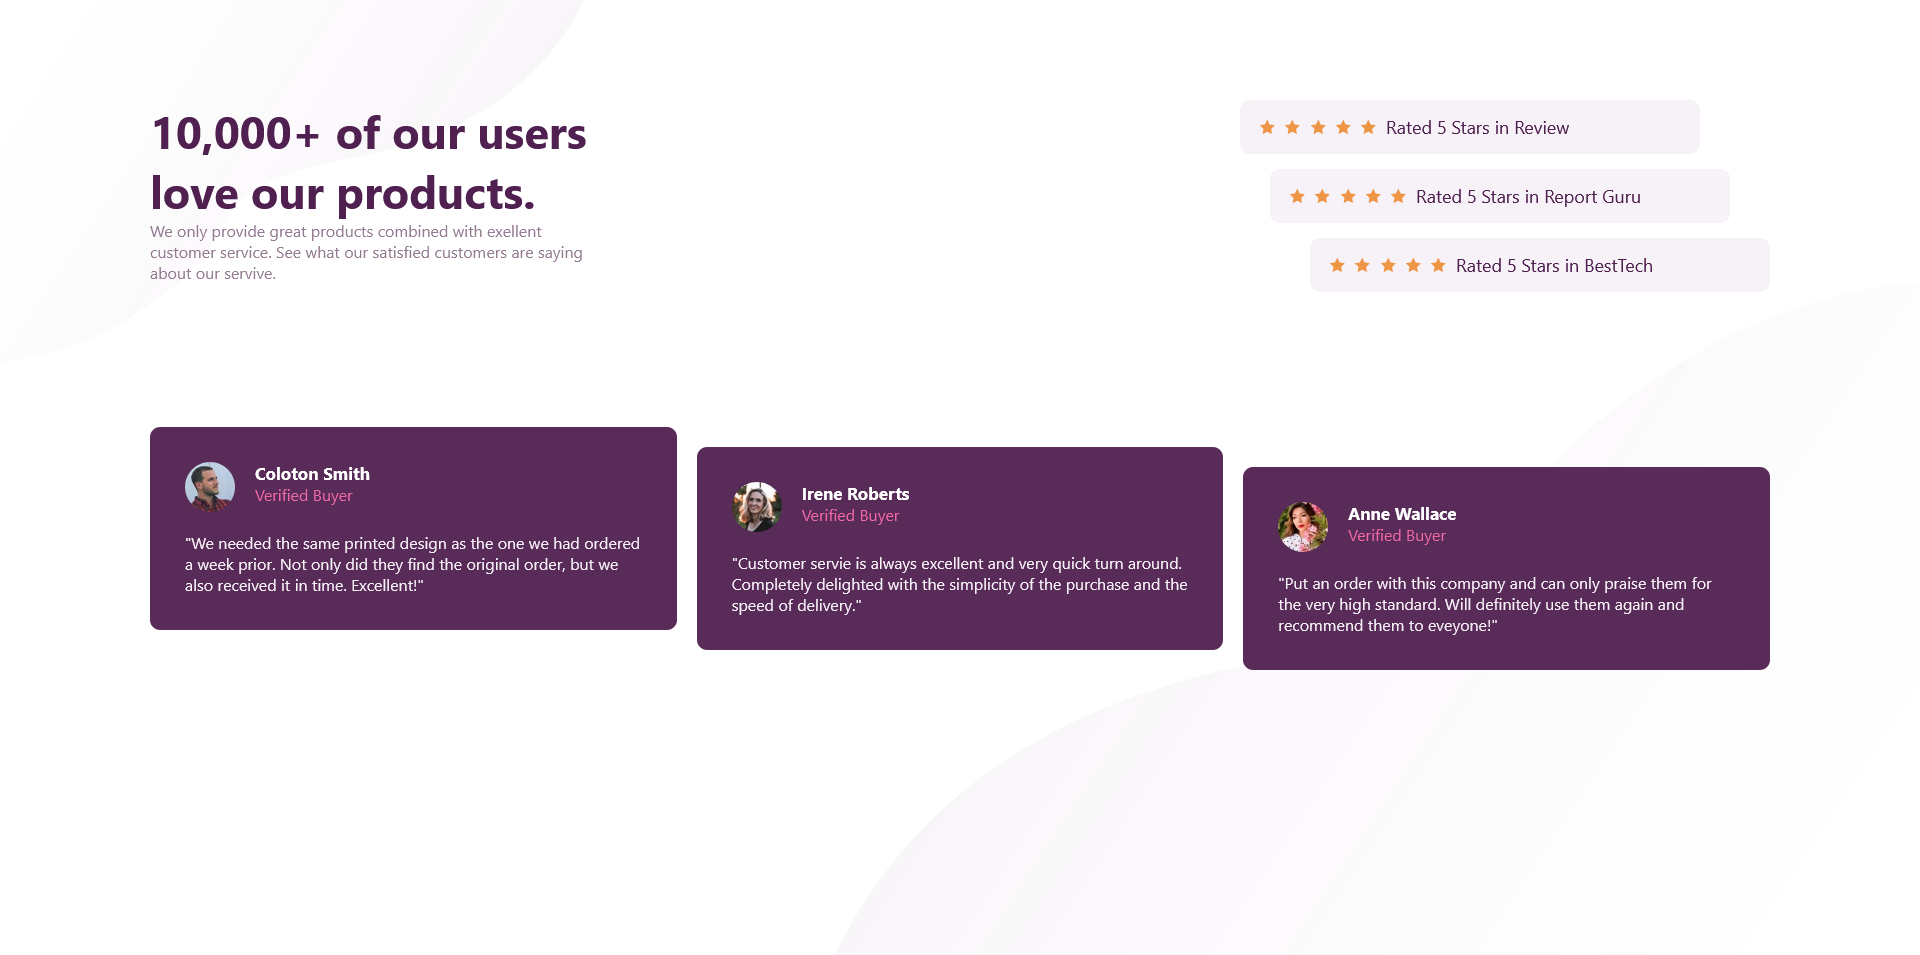 10,000+ of our users
love our products.
We only provide great products combined with exellent
customer service. See what our satisfied customers are saying
about our servive.
Rated 5 Stars in Review
Rated 5 Stars in Report Guru
Rated 5 Stars in BestTech
Coloton Smith
Verified Buyer
"We needed the same printed design as the one we had ordered
a week prior. Not only did they find the original order, but we
also received it in time. Excellent!"
Irene Roberts
Verified Buyer
"Customer servie is always excellent and very quick turn around.
Completely delighted with the simplicity of the purchase and the
speed of delivery."
Anne Wallace
Verified Buyer
"Put an order with this company and can only praise them for
the very high standard. Will definitely use them again and
recommend them to eveyone!"